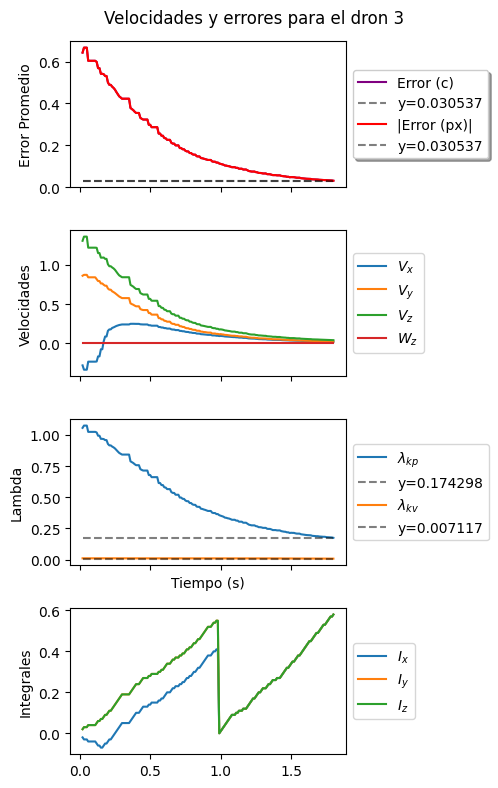 Velocidades y errores para el dron 3
Error Promedio
0.6
0.4
0.2
0.0
Error (c)
y=0.030537
|Error (px)|
y=0.030537
Velocidades
1.0
0.5
0.0
V_x
V_y
V_z
W_z
Lambda
1.00
0.75
0.50
0.25
0.00
λ_kp
y=0.174298
λ_kv
y=0.007117
Tiempo (s)
Integrales
0.6
0.4
0.2
0.0
I_x
I_y
I_z
0.0 0.5 1.0 1.5